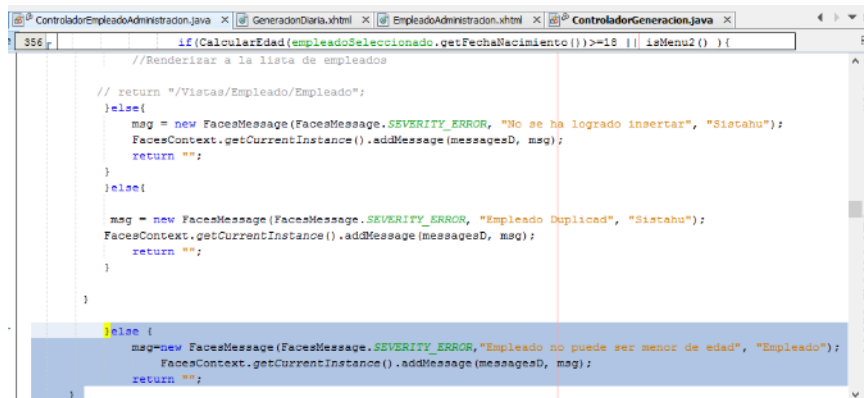 ControladorEmpleadoAdministradon.java × GeneradonDiaria.xhtml × EmpleadoAdministradon.xhtml × ControladorGeneracion.java ×
356 if(CalcularEdad(empleadoSeleccionado.getFechaNacimiento())>=18 || isMenu2() ){
//Renderizar a la lista de empleados
// return "/Vistas/Empleado/Empleado";
}else{
msg = new FacesMessage(FacesMessage.SEVERITY_ERROR, "No se ha logrado insertar", "Sistahu");
FacesContext.getCurrentInstance().addMessage(messagesD, msg);
return "";
}
}else{
msg = new FacesMessage(FacesMessage.SEVERITY_ERROR, "Empleado Duplicad", "Sistahu");
FacesContext.getCurrentInstance().addMessage(messagesD, msg);
return "";
}
}
}else {
msg=new FacesMessage(FacesMessage.SEVERITY_ERROR,"Empleado no puede ser menor de edad", "Empleado");
FacesContext.getCurrentInstance().addMessage(messagesD, msg);
return "";
}